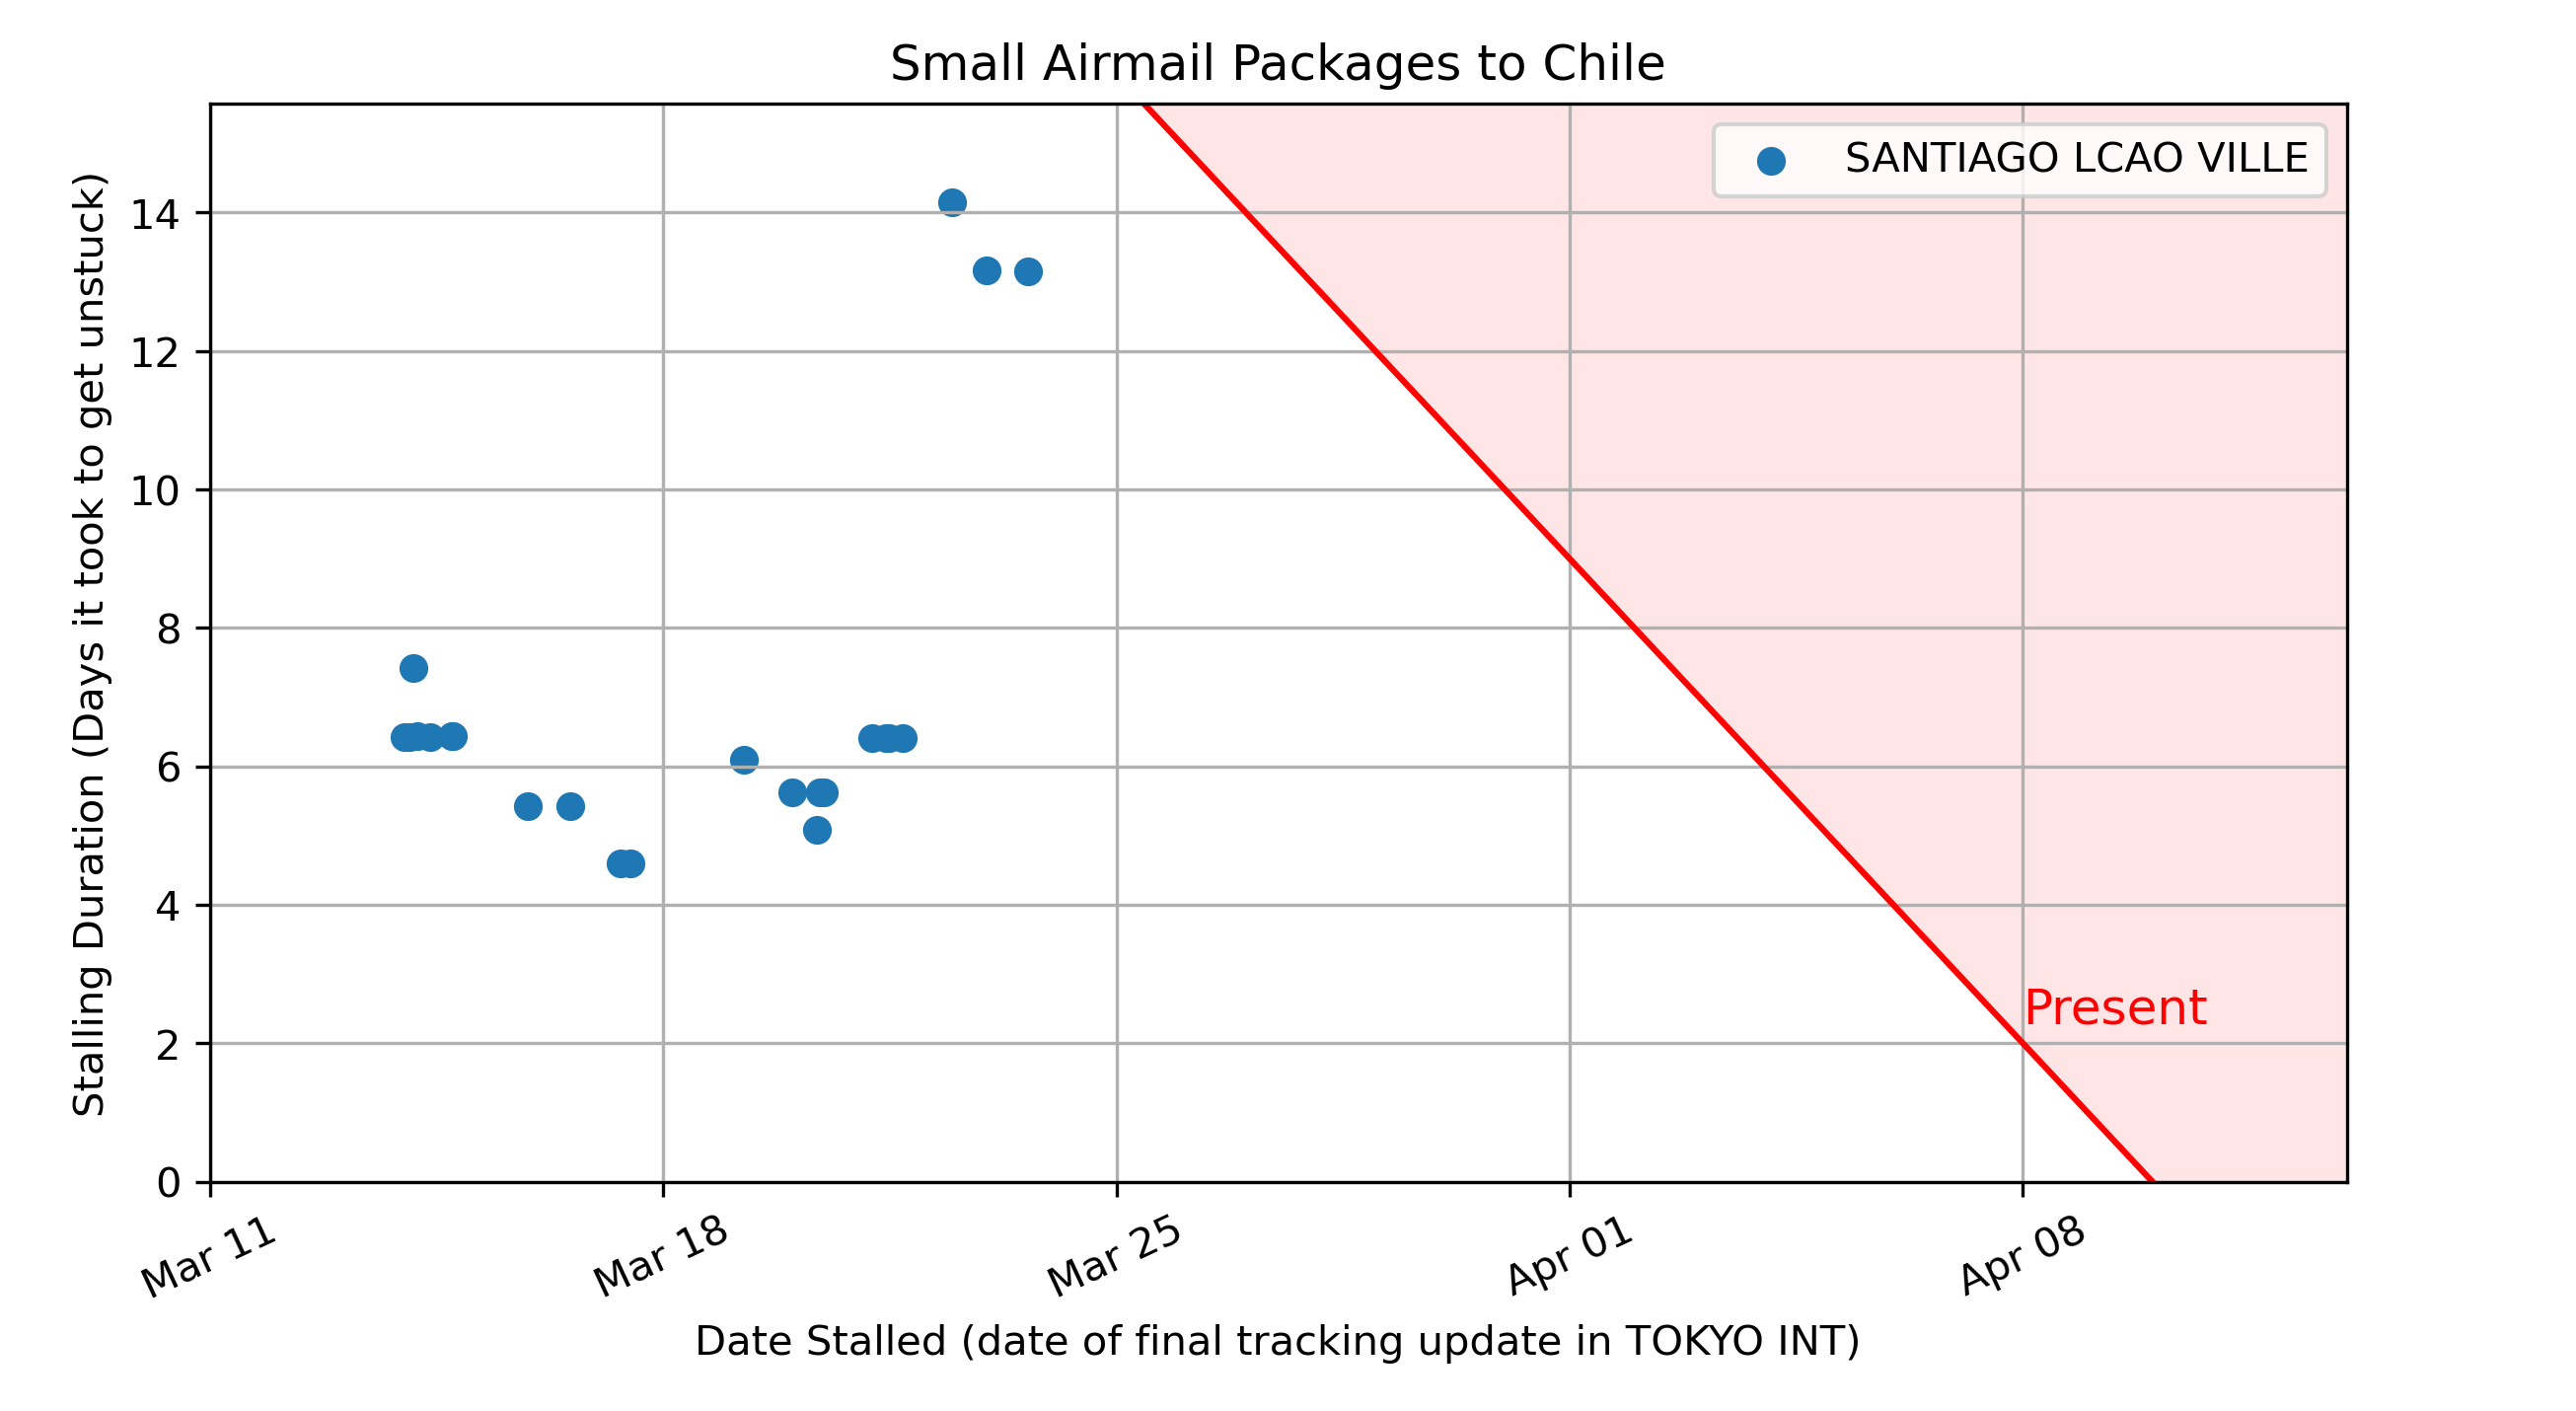 Small Airmail Packages to Chile
SANTIAGO LCAO VILLE
Stalling Duration (Days it took to get unstuck)
14
12
10
8
6
4
2
0
Present
Mar 11
Mar 18
Mar 25
Apr 01
Apr 08
Date Stalled (date of final tracking update in TOKYO INT)